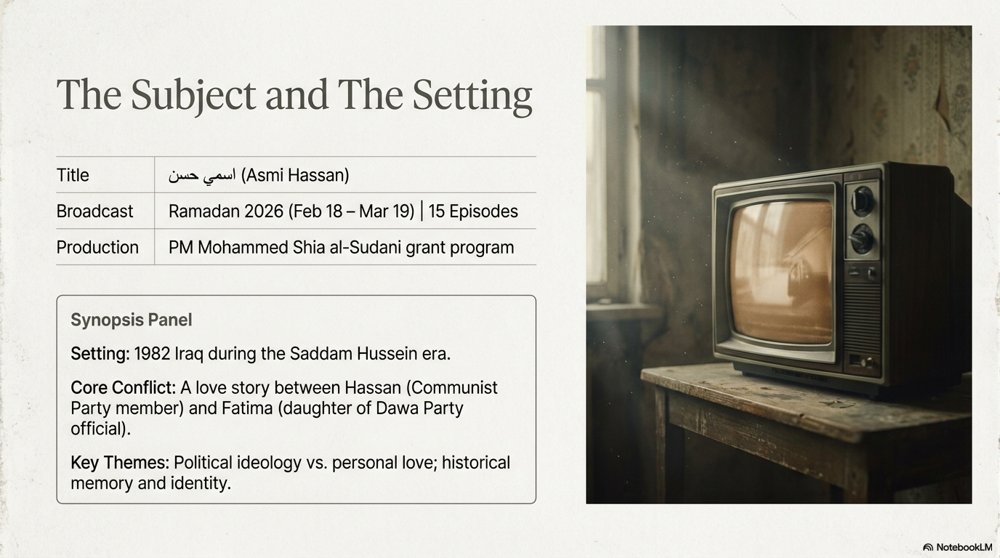 The Subject and The Setting
Title
اسمي حسن (Asmi Hassan)
Broadcast
Ramadan 2026 (Feb 18 – Mar 19) | 15 Episodes
Production
PM Mohammed Shia al-Sudani grant program
Synopsis Panel
Setting: 1982 Iraq during the Saddam Hussein era.
Core Conflict: A love story between Hassan (Communist
Party member) and Fatima (daughter of Dawa Party
official).
Key Themes: Political ideology vs. personal love; historical
memory and identity.
NotebookLM